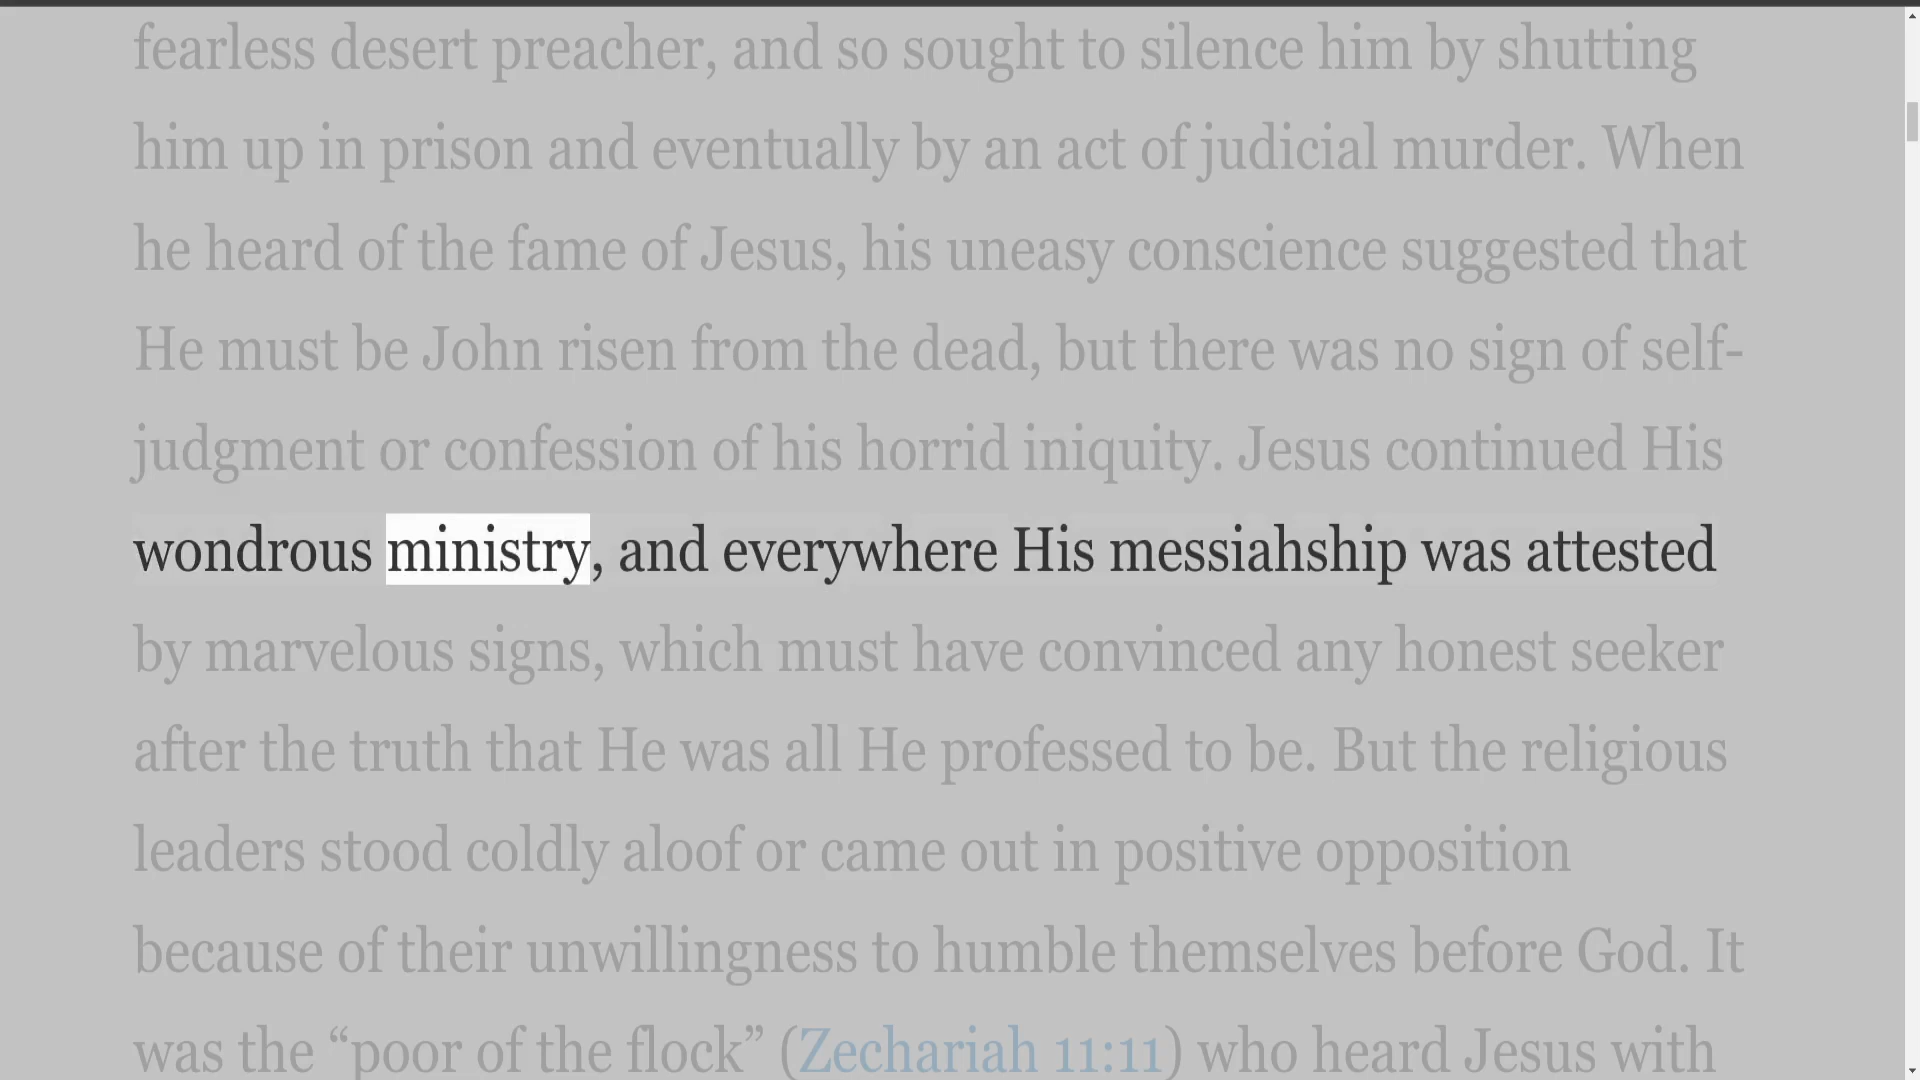 fearless desert preacher, and so sought to silence him by shutting
him up in prison and eventually by an act of judicial murder. When
he heard of the fame of Jesus, his uneasy conscience suggested that
He must be John risen from the dead, but there was no sign of self-
judgment or confession of his horrid iniquity. Jesus continued His
wondrous ministry, and everywhere His messiahship was attested
by marvelous signs, which must have convinced any honest seeker
after the truth that He was all He professed to be. But the religious
leaders stood coldly aloof or came out in positive opposition
because of their unwillingness to humble themselves before God. It
was the “poor of the flock” (Zechariah 11:11) who heard Jesus with